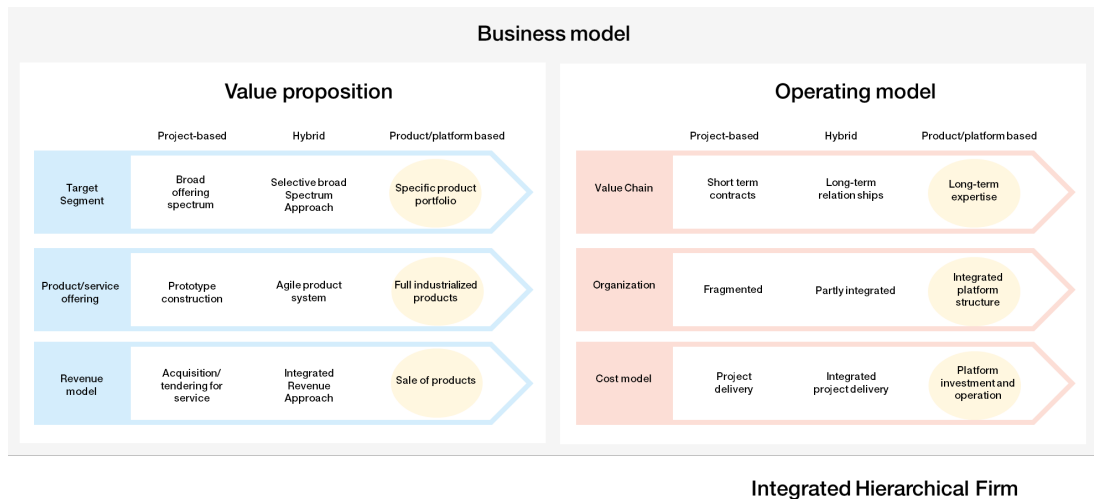 Business model
Value proposition
Project-based
Hybrid
Product/platform based
Target
Segment
Broad
offering
spectrum
Selective broad
Spectrum
Approach
Specific product
portfolio
Product/service
offering
Prototype
construction
Agile product
system
Full industrialized
products
Revenue
model
Acquisition/
tendering for
service
Integrated
Revenue
Approach
Sale of products
Operating model
Project-based
Hybrid
Product/platform based
Value Chain
Short term
contracts
Long-term
relation ships
Long-term
expertise
Organization
Fragmented
Partly integrated
Integrated
platform
structure
Cost model
Project
delivery
Integrated
project delivery
Platform
investment and
operation
Integrated Hierarchical Firm